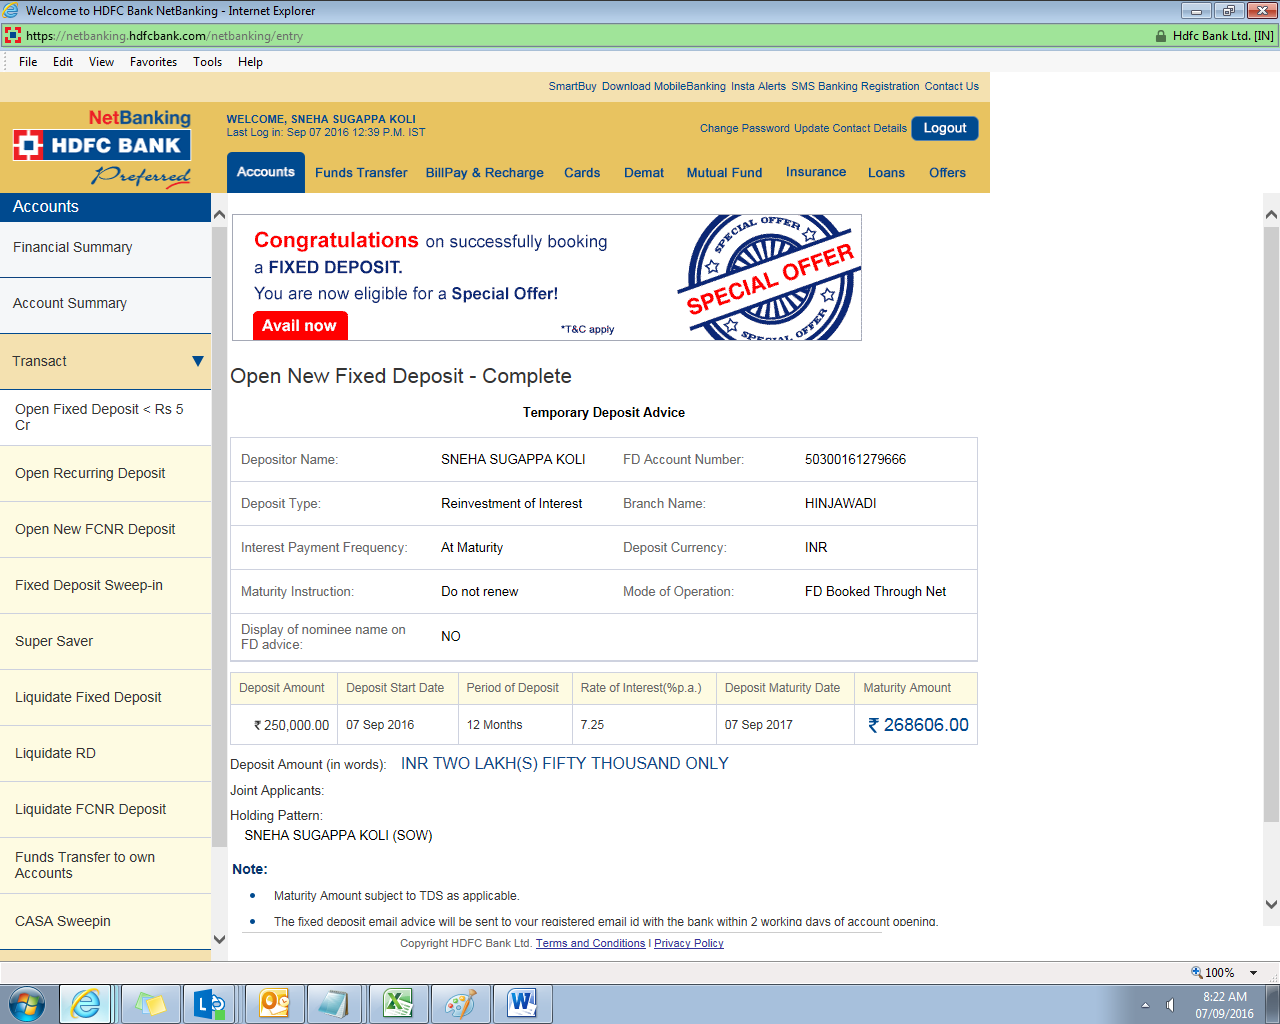 Welcome to HDFC Bank NetBanking - Internet Explorer
https://netbanking.hdfcbank.com/netbanking/entry
Hdfc Bank Ltd. [IN]
File Edit View Favorites Tools Help
SmartBuy Download MobileBanking Insta Alerts SMS Banking Registration Contact Us
NetBanking
HDFC BANK
Preferred
WELCOME, SNEHA SUGAPPA KOLI
Last Log in: Sep 07 2016 12:39 P.M. IST
Change Password Update Contact Details Logout
Accounts Funds Transfer BillPay & Recharge Cards Demat Mutual Fund Insurance Loans Offers
Accounts
Financial Summary
Account Summary
Transact
Open Fixed Deposit < Rs 5
Cr
Open Recurring Deposit
Open New FCNR Deposit
Fixed Deposit Sweep-in
Super Saver
Liquidate Fixed Deposit
Liquidate RD
Liquidate FCNR Deposit
Funds Transfer to own
Accounts
CASA Sweepin
Congratulations on successfully booking
a FIXED DEPOSIT.
You are now eligible for a Special Offer!
Avail now
*T&C apply
SPECIAL OFFER
SPECIAL OFFER
SPECIAL OFFER
Open New Fixed Deposit - Complete
Temporary Deposit Advice
Depositor Name: SNEHA SUGAPPA KOLI FD Account Number: 50300161279666
Deposit Type: Reinvestment of Interest Branch Name: HINJAWADI
Interest Payment Frequency: At Maturity Deposit Currency: INR
Maturity Instruction: Do not renew Mode of Operation: FD Booked Through Net
Display of nominee name on
FD advice: NO
Deposit Amount Deposit Start Date Period of Deposit Rate of Interest(%p.a.) Deposit Maturity Date Maturity Amount
₹ 250,000.00 07 Sep 2016 12 Months 7.25 07 Sep 2017 ₹ 268606.00
Deposit Amount (in words): INR TWO LAKH(S) FIFTY THOUSAND ONLY
Joint Applicants:
Holding Pattern:
SNEHA SUGAPPA KOLI (SOW)
Note:
• Maturity Amount subject to TDS as applicable.
• The fixed deposit email advice will be sent to your registered email id with the bank within 2 working days of account opening.
Copyright HDFC Bank Ltd. Terms and Conditions | Privacy Policy
100%
8:22 AM
07/09/2016